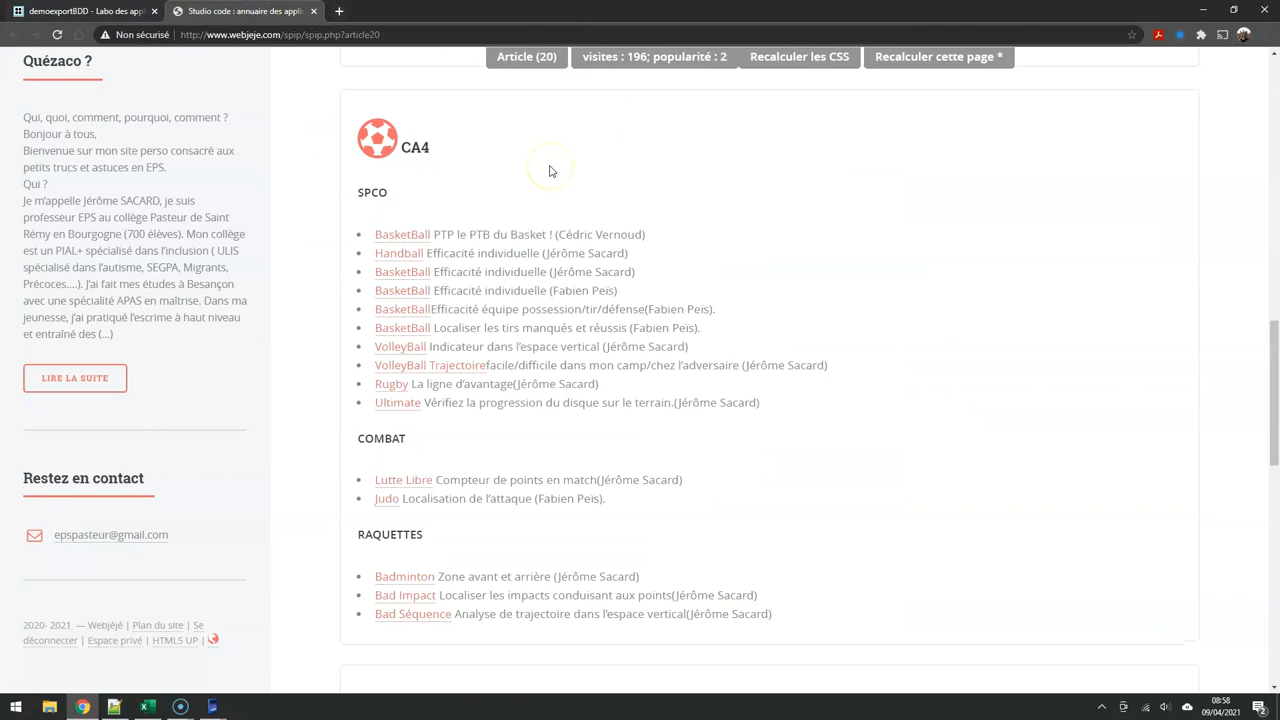 demoexportBDD - Les applis de l'
Studio créer une application
Non sécurisé | http://www.webjeje.com/spip/spip.php?article20
Article (20)
visites : 196; popularité : 2
Recalculer les CSS
Recalculer cette page *
Quézaco ?
Qui, quoi, comment, pourquoi, comment ?
Bonjour à tous,
Bienvenue sur mon site perso consacré aux
petits trucs et astuces en EPS.
Qui ?
Je m'appelle Jérôme SACARD, je suis
professeur EPS au collège Pasteur de Saint
Rémy en Bourgogne (700 élèves). Mon collège
est un PIAL+ spécialisé dans l'inclusion ( ULIS
spécialisé dans l'autisme, SEGPA, Migrants,
Précoces....). J'ai fait mes études à Besançon
avec une spécialité APAS en maîtrise. Dans ma
jeunesse, j'ai pratiqué l'escrime à haut niveau
et entraîné des (...)
LIRE LA SUITE
Restez en contact
epspasteur@gmail.com
2020- 2021 — Webjéjé | Plan du site | Se
déconnecter | Espace privé | HTML5 UP |
CA4
SPCO
• BasketBall PTP le PTB du Basket ! (Cédric Vernoud)
• Handball Efficacité individuelle (Jérôme Sacard)
• BasketBall Efficacité individuelle (Jérôme Sacard)
• BasketBall Efficacité individuelle (Fabien Peïs)
• BasketBallEfficacité équipe possession/tir/défense(Fabien Peïs).
• BasketBall Localiser les tirs manqués et réussis (Fabien Peïs).
• VolleyBall Indicateur dans l'espace vertical (Jérôme Sacard)
• VolleyBall Trajectoirefacile/difficile dans mon camp/chez l'adversaire (Jérôme Sacard)
• Rugby La ligne d'avantage(Jérôme Sacard)
• Ultimate Vérifiez la progression du disque sur le terrain.(Jérôme Sacard)
COMBAT
• Lutte Libre Compteur de points en match(Jérôme Sacard)
• Judo Localisation de l'attaque (Fabien Peïs).
RAQUETTES
• Badminton Zone avant et arrière (Jérôme Sacard)
• Bad Impact Localiser les impacts conduisant aux points(Jérôme Sacard)
• Bad Séquence Analyse de trajectoire dans l'espace vertical(Jérôme Sacard)
08:58
09/04/2021